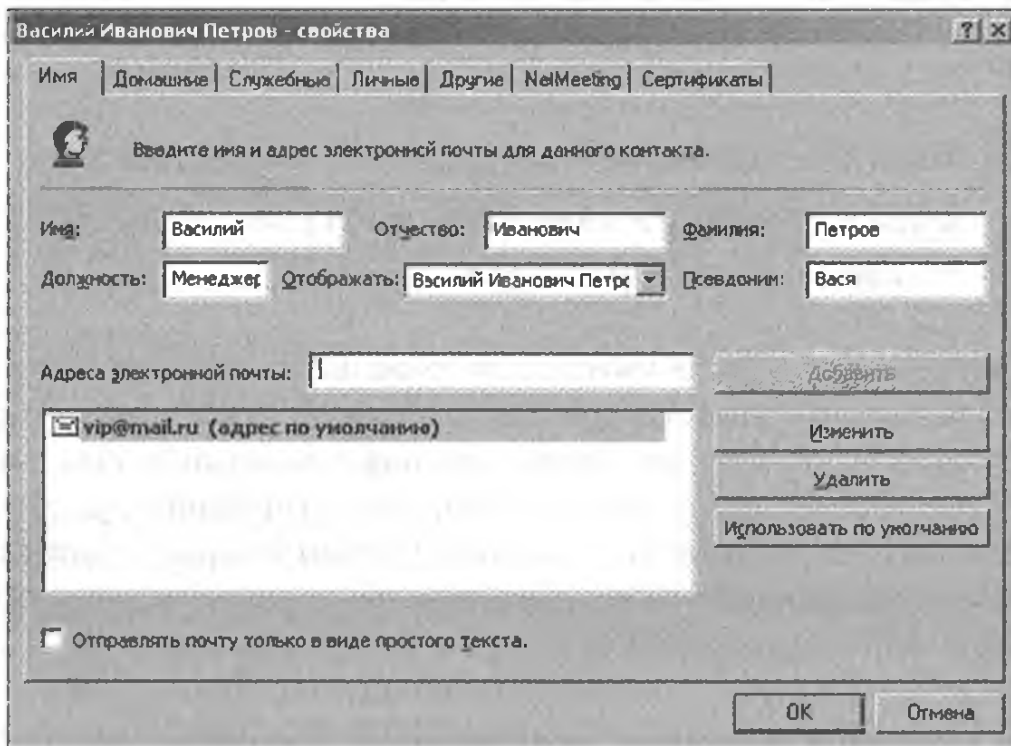 Василий Иванович Петров - свойства
Имя Домашние Служебные Личные Другие NetMeeting Сертификаты
Введите имя и адрес электронной почты для данного контакта.
Имя: Василий Отчество: Иванович Фамилия: Петров
Должность: Менеджер Отображать: Василий Иванович Петрс Псевдоним: Вася
Адреса электронной почты: Добавить
vip@mail.ru (адрес по умолчанию)
Изменить
Удалить
Использовать по умолчанию
Отправлять почту только в виде простого текста.
OK Отмена